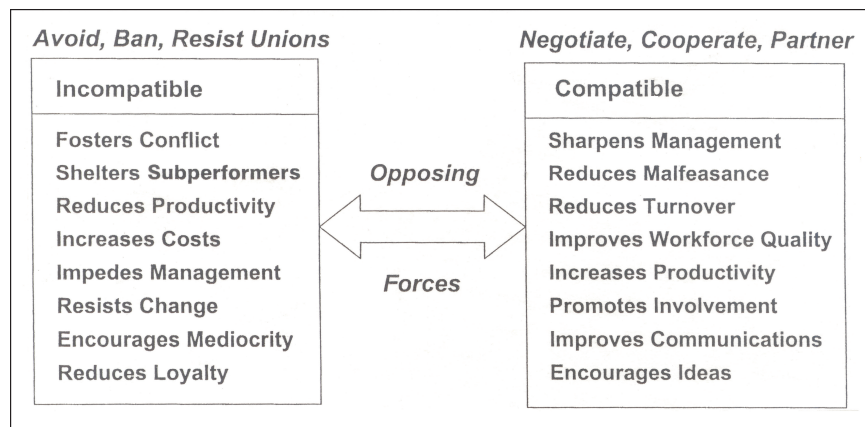 Avoid, Ban, Resist Unions
Incompatible
Fosters Conflict
Shelters Subperformers
Reduces Productivity
Increases Costs
Impedes Management
Resists Change
Encourages Mediocrity
Reduces Loyalty
Opposing
Forces
Negotiate, Cooperate, Partner
Compatible
Sharpens Management
Reduces Malfeasance
Reduces Turnover
Improves Workforce Quality
Increases Productivity
Promotes Involvement
Improves Communications
Encourages Ideas